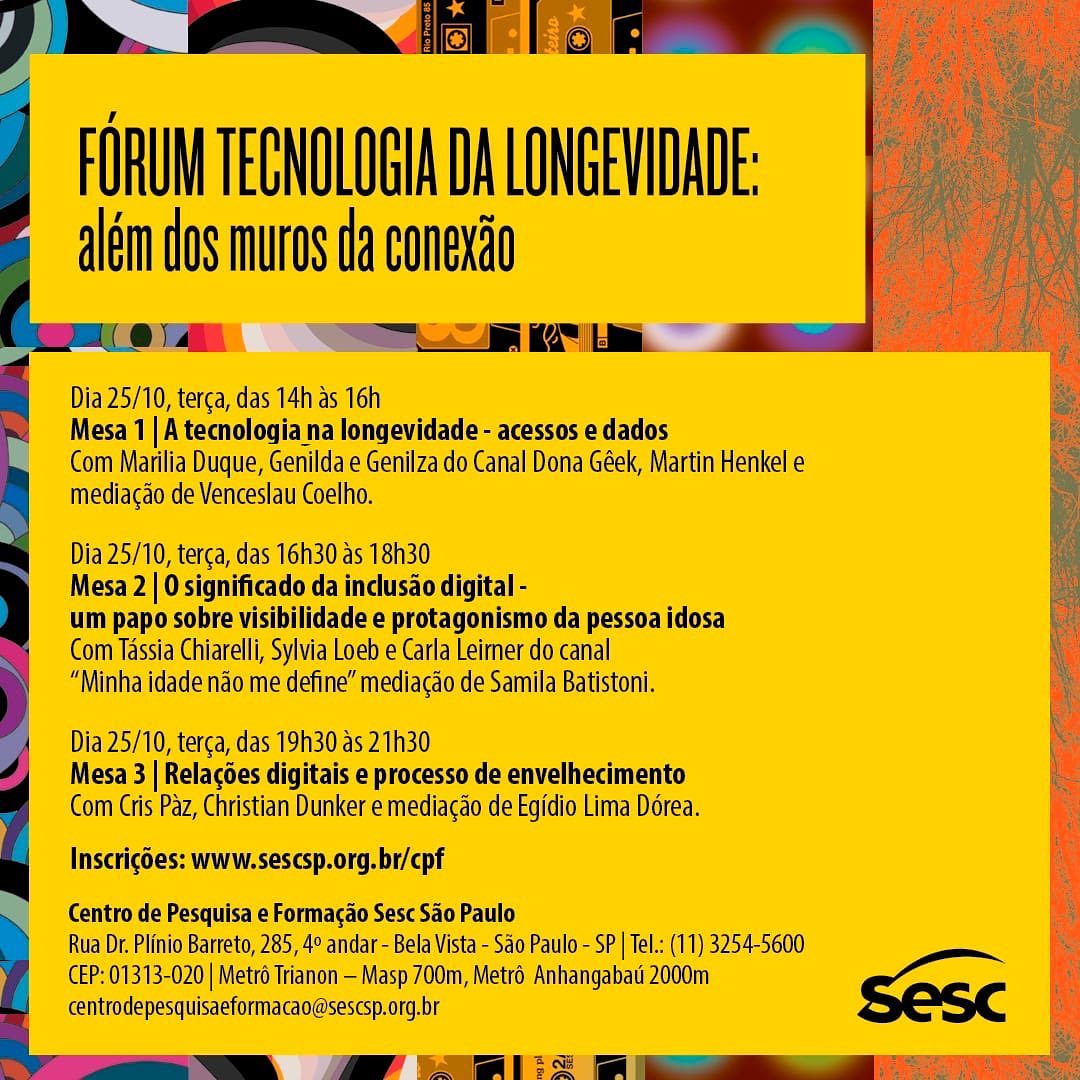 Rio Preto 85
teiro
FÓRUM TECNOLOGIA DA LONGEVIDADE:
além dos muros da conexão
Dia 25/10, terça, das 14h às 16h
Mesa 1 | A tecnologia na longevidade - acessos e dados
Com Marilia Duque, Genilda e Genilza do Canal Dona Gêek, Martin Henkel e
mediação de Venceslau Coelho.
Dia 25/10, terça, das 16h30 às 18h30
Mesa 2 | O significado da inclusão digital -
um papo sobre visibilidade e protagonismo da pessoa idosa
Com Tássia Chiarelli, Sylvia Loeb e Carla Leirner do canal
“Minha idade não me define” mediação de Samila Batistoni.
Dia 25/10, terça, das 19h30 às 21h30
Mesa 3 | Relações digitais e processo de envelhecimento
Com Cris Pàz, Christian Dunker e mediação de Egídio Lima Dórea.
Inscrições: www.sescsp.org.br/cpf
Centro de Pesquisa e Formação Sesc São Paulo
Rua Dr. Plínio Barreto, 285, 4º andar - Bela Vista - São Paulo - SP | Tel.: (11) 3254-5600
CEP: 01313-020 | Metrô Trianon – Masp 700m, Metrô Anhangabaú 2000m
centrodepesquisaeformacao@sescsp.org.br
Sesc